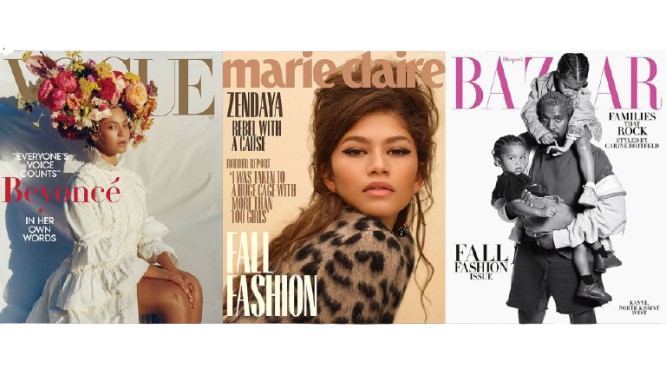 VOGUE
"EVERYONE'S
VOICE
COUNTS"
Beyoncé
IN HER
OWN
WORDS
marie claire
ZENDAYA
REBEL WITH
A CAUSE
BORDER REPORT
"I WAS TAKEN TO
A HUGE CAGE WITH
MORE THAN
100 GIRLS"
FALL
FASHION
Harper's
BAZAAR
FAMILIES
THAT
ROCK
STYLED BY
CARINE ROITFELD
FALL
FASHION
ISSUE
KANYE,
NORTH & SAINT
WEST